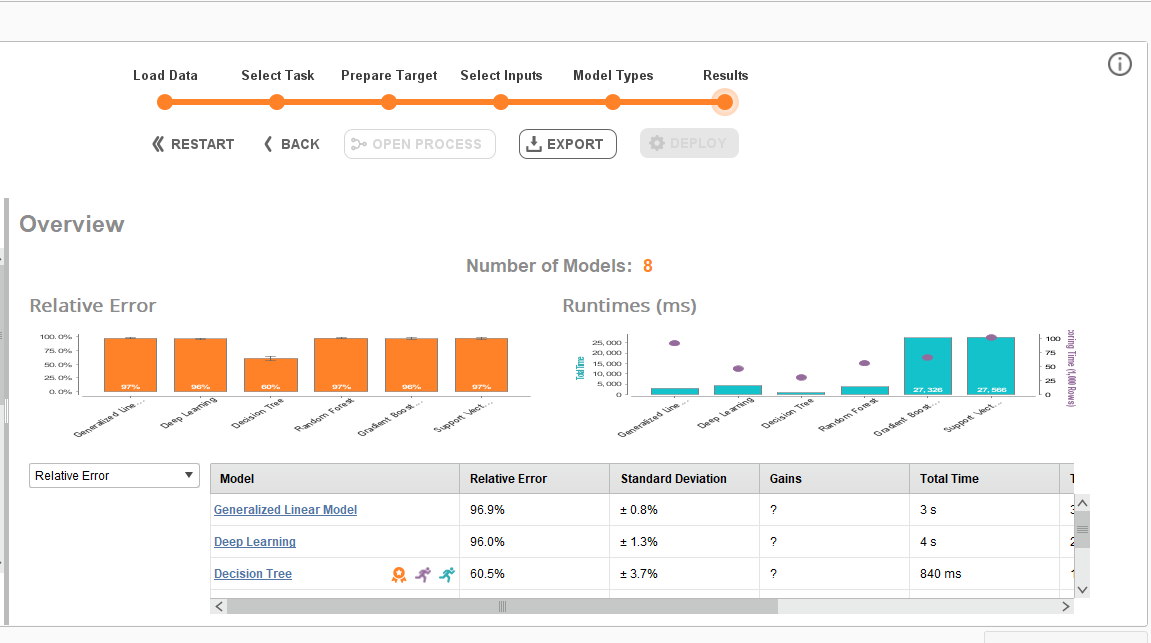 Load Data Select Task Prepare Target Select Inputs Model Types Results
RESTART BACK OPEN PROCESS EXPORT DEPLOY
Overview
Number of Models: 8
Relative Error
100.0%
75.0%
50.0%
25.0%
0.0%
97% 96% 60% 97% 96% 97%
Generalized Line... Deep Learning Decision Tree Random Forest Gradient Boost... Support Vect...
Runtimes (ms)
Total Time
25,000
20,000
15,000
10,000
5,000
0
27,326 27,566
100
75
50
25
0
oring Time (1,000 Rows)
Generalized Line... Deep Learning Decision Tree Random Forest Gradient Boost... Support Vect...
Relative Error
Model Relative Error Standard Deviation Gains Total Time
Generalized Linear Model 96.9% ± 0.8% ? 3 s
Deep Learning 96.0% ± 1.3% ? 4 s
Decision Tree 60.5% ± 3.7% ? 840 ms